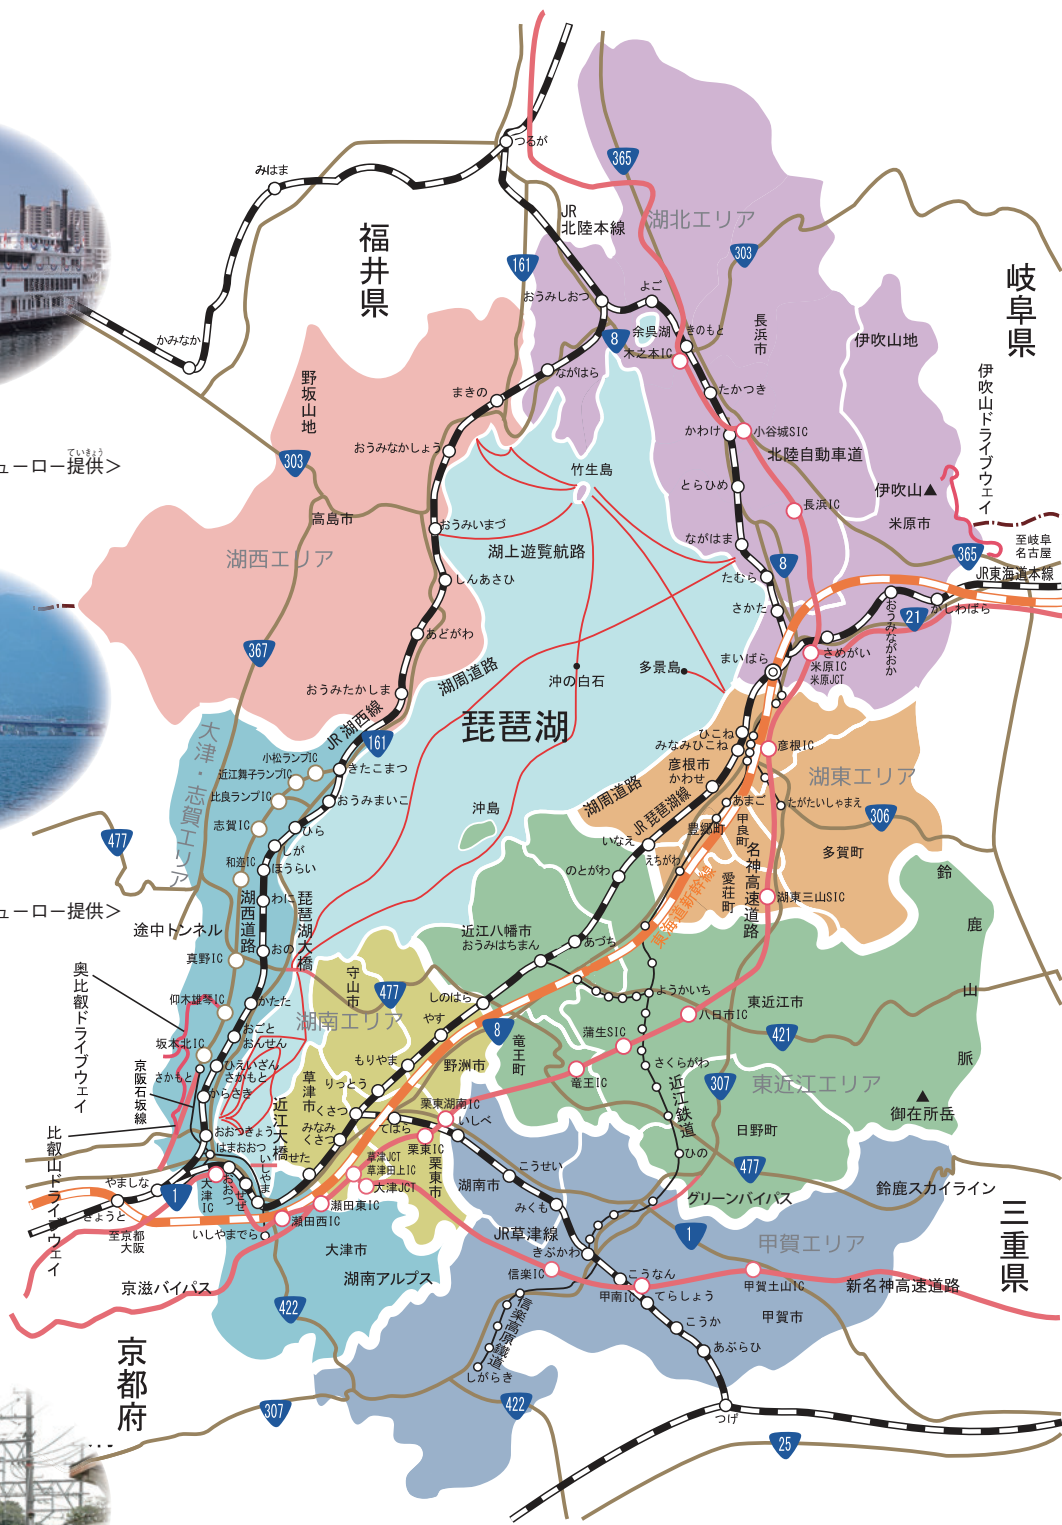 つるが
みはま
365
JR
北陸本線
湖北エリア
福井県
303
161
岐阜県
おうみしおつ
よご
かみなか
8
余呉湖
きのもと
木之本IC
長浜市
伊吹山地
野坂山地
ながはら
まきの
たかつき
伊吹山ドライブウェイ
おうみなかしょう
かわけ
小谷城SIC
北陸自動車道
ューロー提供＞
ていきょう
303
竹生島
とらひめ
伊吹山▲
長浜IC
米原市
高島市
おうみいまづ
湖西エリア
湖上遊覧航路
ながはま
至岐阜
名古屋
365
8
JR東海道本線
しんあさひ
たむら
さかた
おうみながおか
かしわばら
21
あどがわ
367
湖周道路
まいばら
さめがい
米原IC
米原JCT
沖の白石
多景島
おうみたかしま
琵琶湖
JR湖西線
161
大津・志賀エリア
ひこね
みなみひこね
彦根IC
小松ランプIC
近江舞子ランプIC
きたこまつ
彦根市
かわせ
湖東エリア
比良ランプIC
おうみまいこ
湖周道路
JR琵琶湖線
あまご
たがたいしゃまえ
306
沖島
志賀IC
ひら
豊郷町
甲良町
477
いなえ
しが
えちがわ
名神高速道路
多賀町
和迩IC
ほうらい
のとがわ
愛荘町
鈴鹿山脈
わに
湖西道路
琵琶湖大橋
東海道新幹線
湖東三山SIC
ューロー提供＞
途中トンネル
近江八幡市
おうみはちまん
あづち
おの
真野IC
守山市
477
奥比叡ドライブウェイ
仰木雄琴IC
かたた
しのはら
ようかいち
東近江市
湖南エリア
八日市IC
やす
8
おごと
おんせん
竜王町
蒲生SIC
421
坂本北IC
さかもと
ひえいざん
さかもと
もりやま
野洲市
さくらがわ
京阪石坂線
りっとう
竜王IC
307
東近江エリア
からさき
草津市
近江大橋
くさつ
栗東湖南IC
近江鉄道
▲
御在所岳
比叡山ドライブウェイ
おおつきょう
みなみ
くさつ
てはら
いしべ
日野町
はまおおつ
栗東IC
ひの
草津JCT
草津田上IC
せた
こうせい
477
やましな
1
大津IC
おおつ
ぜぜ
いしやま
大津JCT
栗東市
湖南市
グリーンバイパス
鈴鹿スカイライン
きょうと
瀬田東IC
みくも
三重県
至京都
大阪
瀬田西IC
いしやまでら
JR草津線
1
甲賀エリア
大津市
きぶかわ
京滋バイパス
湖南アルプス
信楽IC
こうなん
甲賀土山IC
新名神高速道路
甲南IC
てらしょう
422
信楽高原鐵道
甲賀市
こうか
京都府
あぶらひ
しがらき
422
307
つげ
25